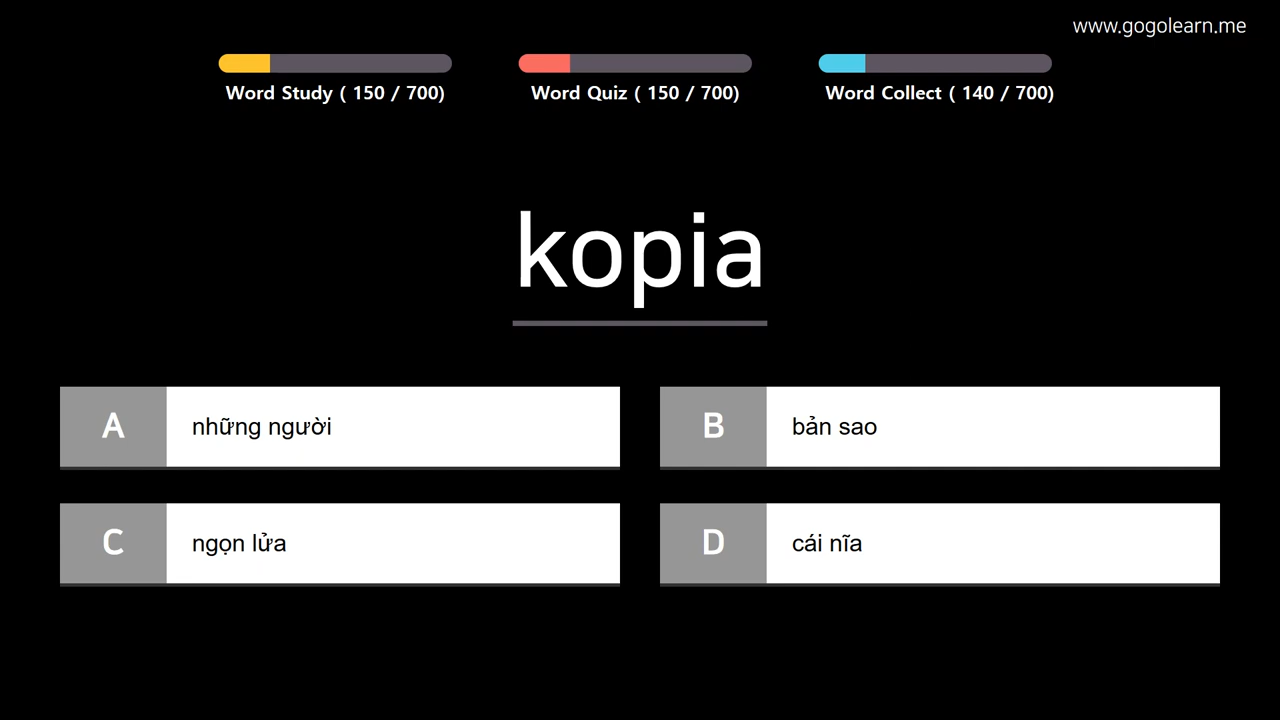 www.gogolearn.me
Word Study ( 150 / 700)
Word Quiz ( 150 / 700)
Word Collect ( 140 / 700)
kopia
A những người
B bản sao
C ngọn lửa
D cái nĩa